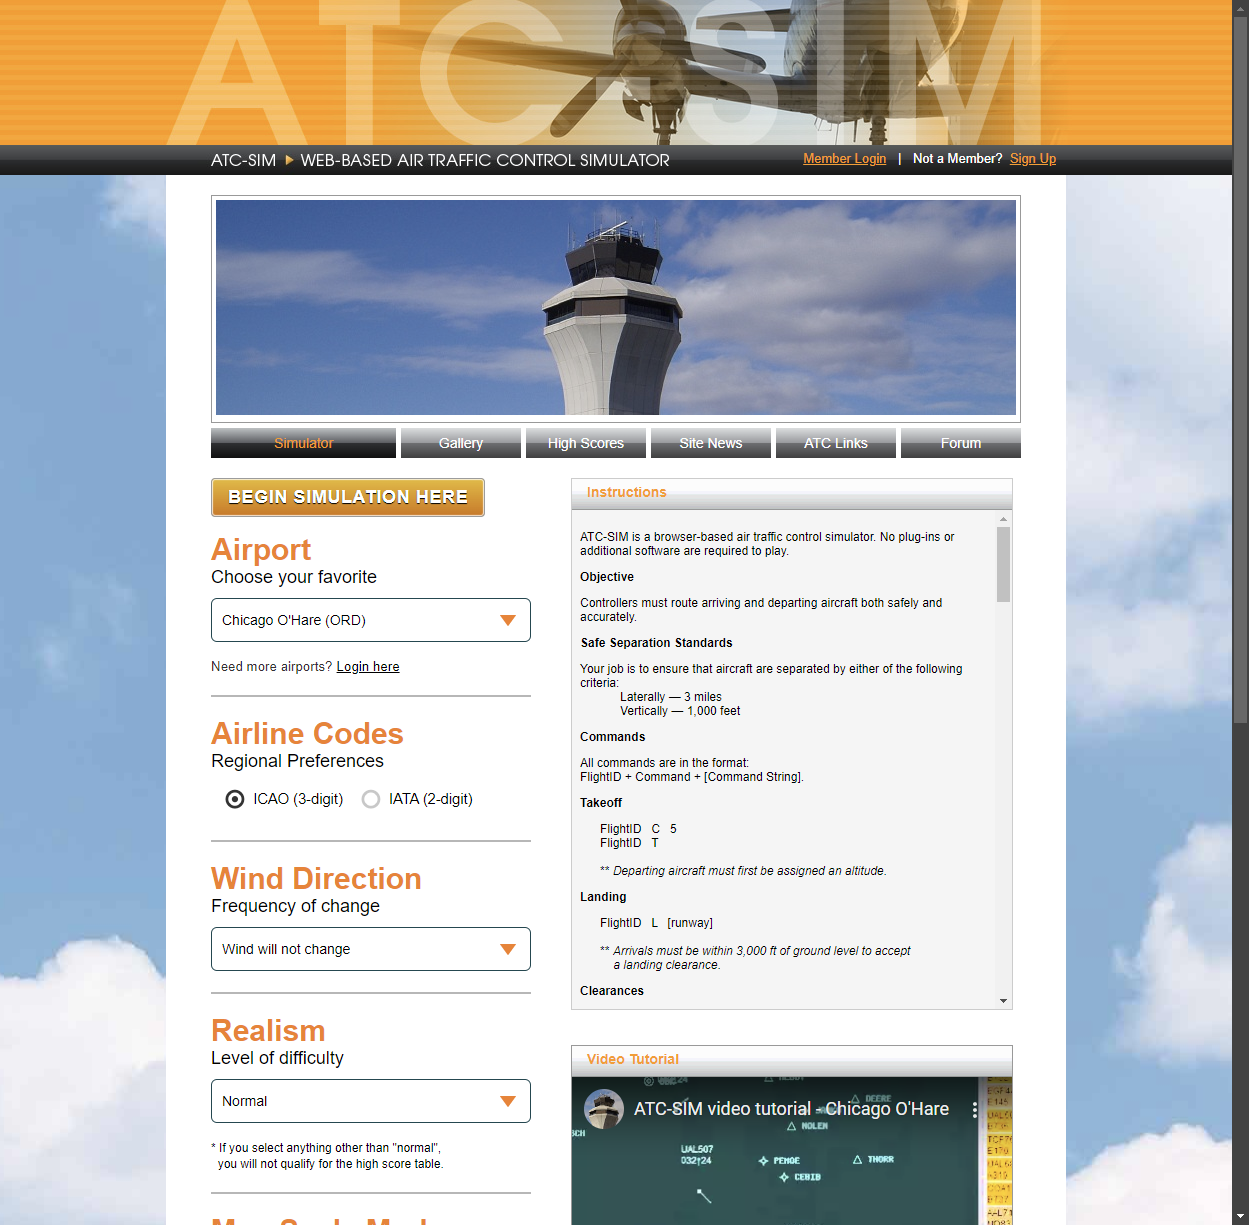 ATC-SIM
ATC-SIM WEB-BASED AIR TRAFFIC CONTROL SIMULATOR
Member Login | Not a Member? Sign Up
Simulator
Gallery
High Scores
Site News
ATC Links
Forum
BEGIN SIMULATION HERE
Airport
Choose your favorite
Chicago O'Hare (ORD)
Need more airports? Login here
Airline Codes
Regional Preferences
ICAO (3-digit) IATA (2-digit)
Wind Direction
Frequency of change
Wind will not change
Realism
Level of difficulty
Normal
* If you select anything other than "normal",
you will not qualify for the high score table.
Instructions
ATC-SIM is a browser-based air traffic control simulator. No plug-ins or
additional software are required to play.
Objective
Controllers must route arriving and departing aircraft both safely and
accurately.
Safe Separation Standards
Your job is to ensure that aircraft are separated by either of the following
criteria:
Laterally — 3 miles
Vertically — 1,000 feet
Commands
All commands are in the format:
FlightID + Command + [Command String].
Takeoff
FlightID C 5
FlightID T
** Departing aircraft must first be assigned an altitude.
Landing
FlightID L [runway]
** Arrivals must be within 3,000 ft of ground level to accept
a landing clearance.
Clearances
Video Tutorial
ATC-SIM video tutorial - Chicago O'Hare
DEERE
NOLEN
UAL507
032↑24
PEMOE
THORR
CEBIB
E145